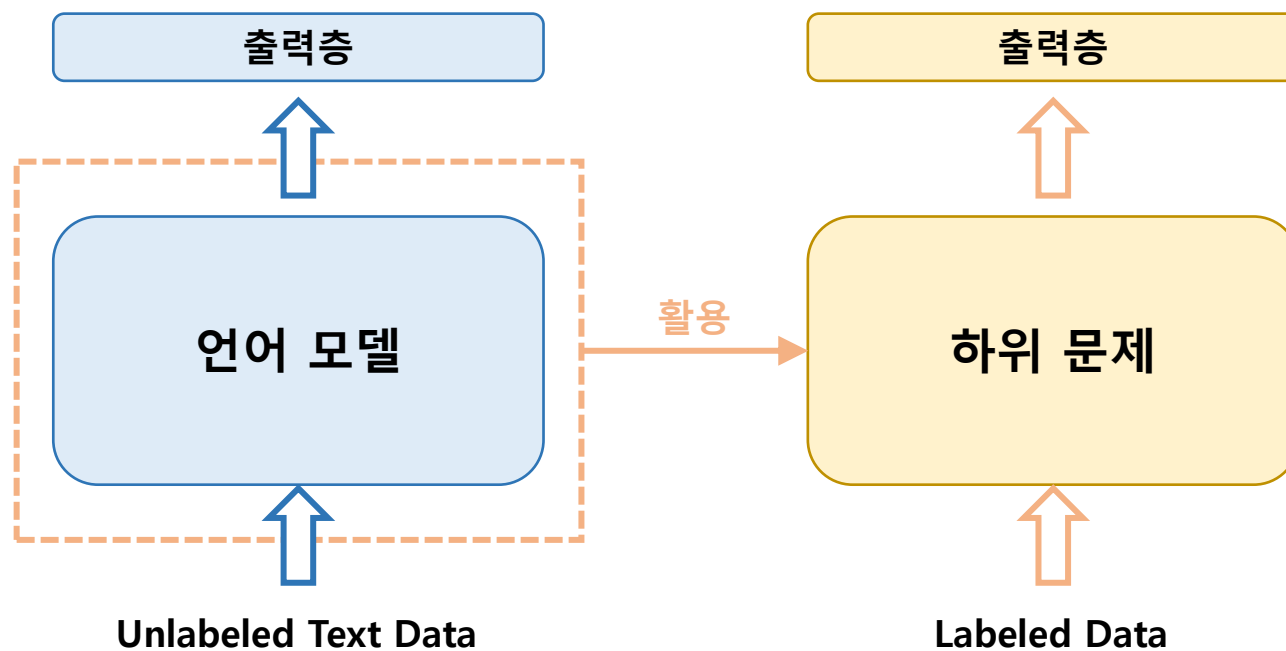 출력층
출력층
활용
언어 모델
하위 문제
Unlabeled Text Data
Labeled Data